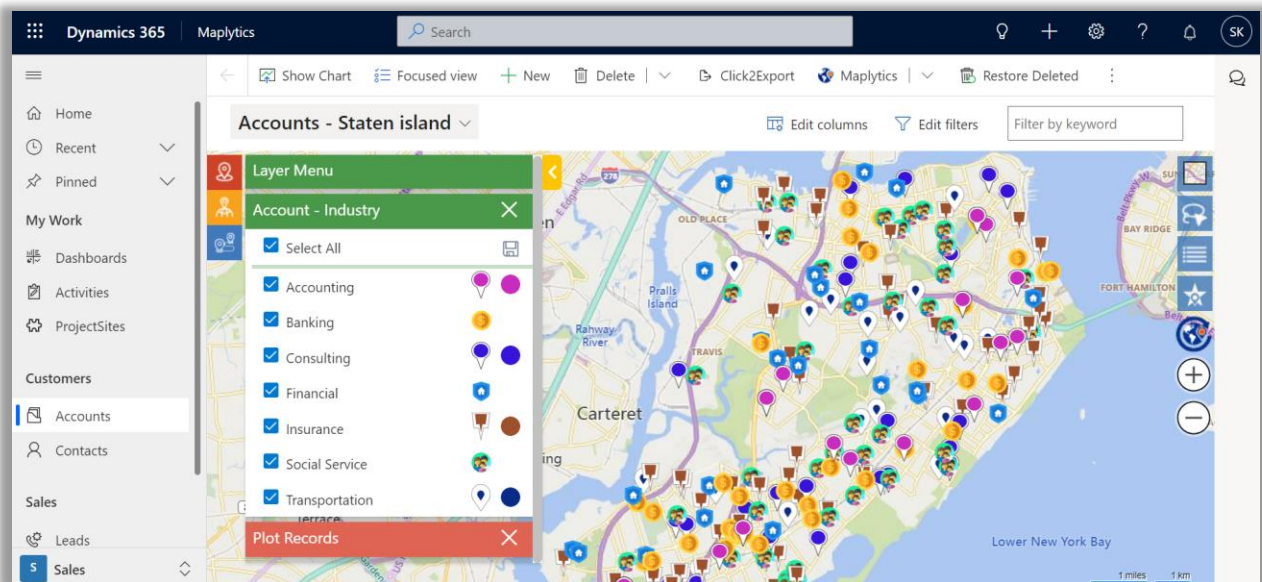 Dynamics 365 Maplytics Search SK
Show Chart Focused view New Delete Click2Export Maplytics Restore Deleted
Accounts - Staten island Edit columns Edit filters Filter by keyword
Home
Recent
Pinned
My Work
Dashboards
Activities
ProjectSites
Customers
Accounts
Contacts
Sales
Leads
S Sales
Layer Menu
Account - Industry
Select All
Accounting
Banking
Consulting
Financial
Insurance
Social Service
Transportation
Plot Records
278
OLD PLACE
BAY RIDGE
Pralls
Island
FORT HAMILTON
Rahway
River
TRAVIS
Carteret
Lower New York Bay
1 miles 1 km